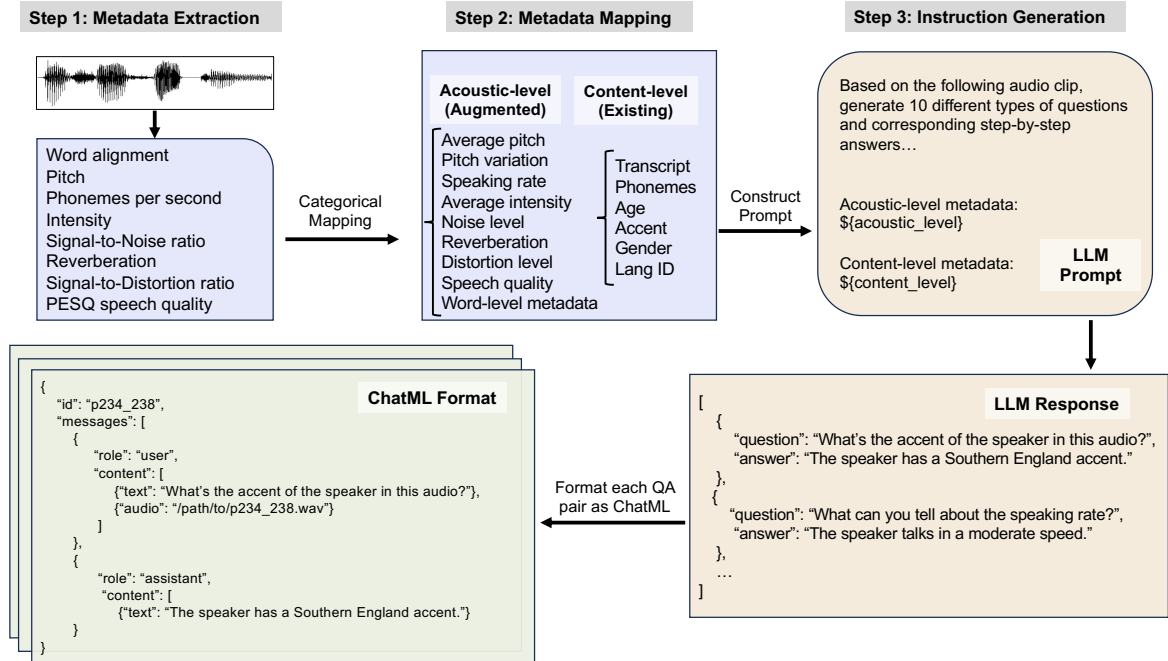 Step 1: Metadata Extraction
Word alignment
Pitch
Phonemes per second
Intensity
Signal-to-Noise ratio
Reverberation
Signal-to-Distortion ratio
PESQ speech quality
Categorical
Mapping
Step 2: Metadata Mapping
Acoustic-level
(Augmented)
Average pitch
Pitch variation
Speaking rate
Average intensity
Noise level
Reverberation
Distortion level
Speech quality
Word-level metadata
Content-level
(Existing)
Transcript
Phonemes
Age
Accent
Gender
Lang ID
Construct
Prompt
Step 3: Instruction Generation
Based on the following audio clip,
generate 10 different types of questions
and corresponding step-by-step
answers…
Acoustic-level metadata:
${acoustic_level}
Content-level metadata:
${content_level}
LLM
Prompt
LLM Response
[
{
“question”: “What’s the accent of the speaker in this audio?”,
“answer”: “The speaker has a Southern England accent.”
},
{
“question”: “What can you tell about the speaking rate?”,
“answer”: “The speaker talks in a moderate speed.”
},
…
]
Format each QA
pair as ChatML
ChatML Format
{
“id”: “p234_238”,
“messages”: [
{
“role”: “user”,
“content”: [
{“text”: “What’s the accent of the speaker in this audio?”},
{“audio”: “/path/to/p234_238.wav”}
]
},
{
“role”: “assistant”,
“content”: [
{“text”: “The speaker has a Southern England accent.”}
}
}